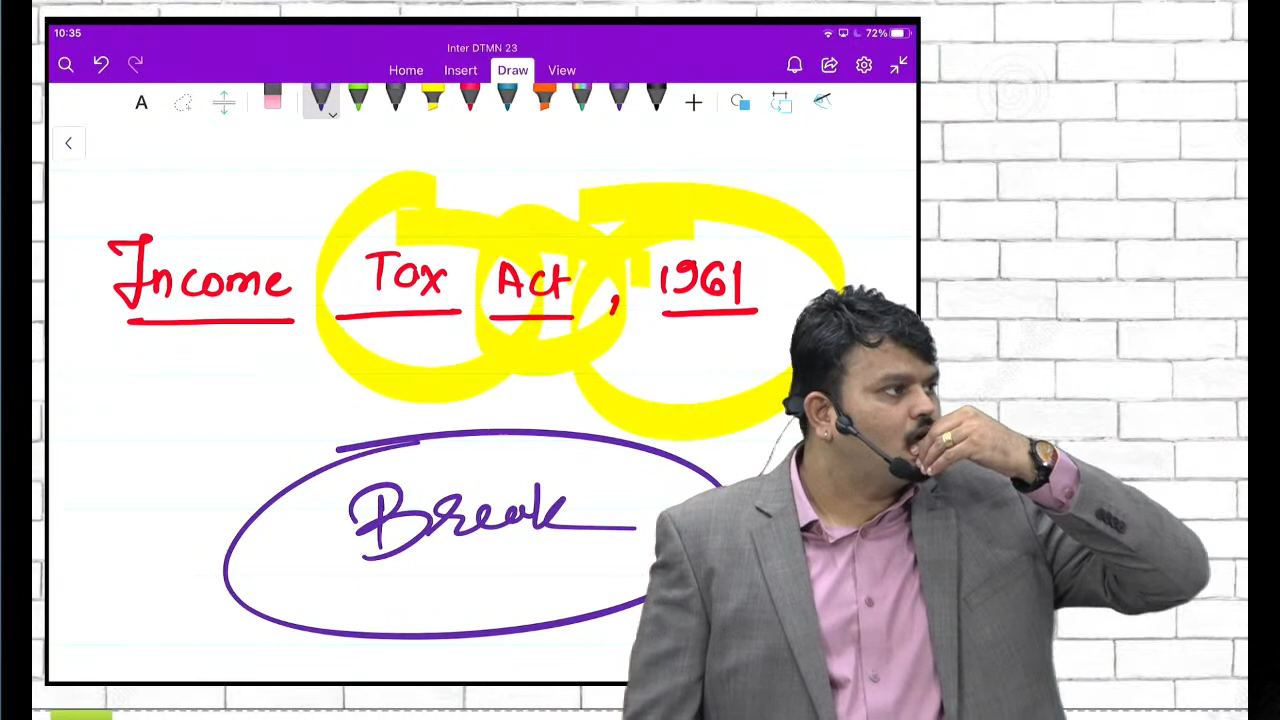 10:35
72%
Inter DTMN 23
Home Insert Draw View
A
Income Tax Act, 1961
Break